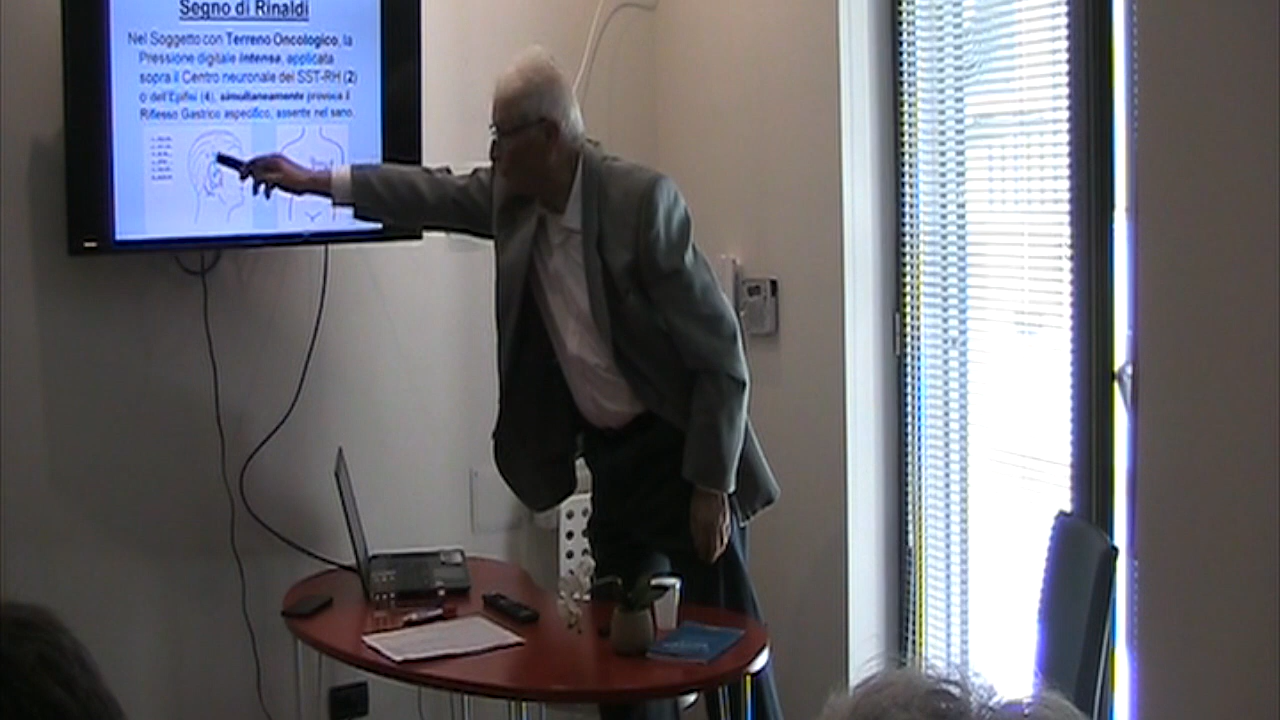 Segno di Rinaldi
Nel Soggetto con Terreno Oncologico, la
Pressione digitale intensa, applicata
sopra il Centro neuronale del SST-RH (2)
o dell'Epifisi (4), simultaneamente provoca il
Riflesso Gastrico aspecifico, assente nel sano.